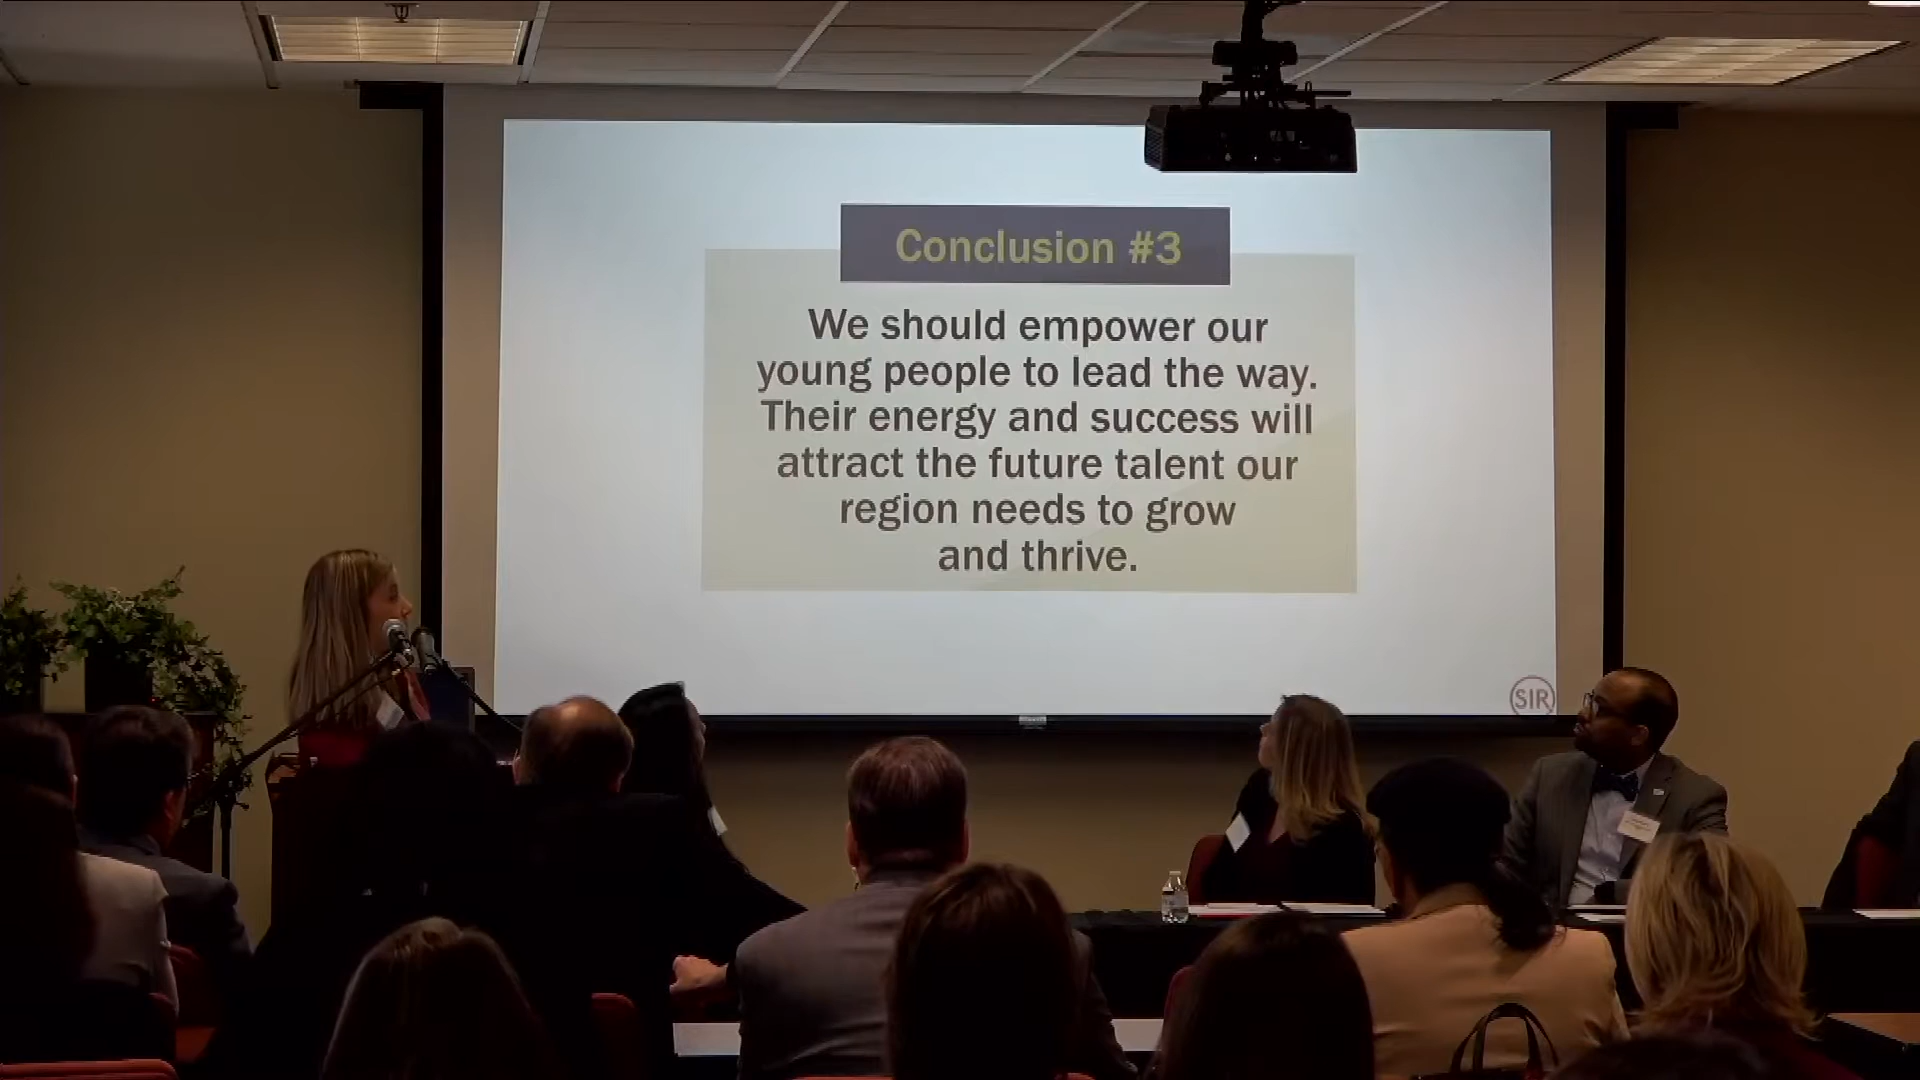 Conclusion #3
We should empower our
young people to lead the way.
Their energy and success will
attract the future talent our
region needs to grow
and thrive.
SIR